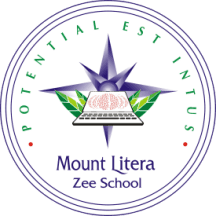 • POTENTIAL EST INTUS •
Mount Litera
Zee School